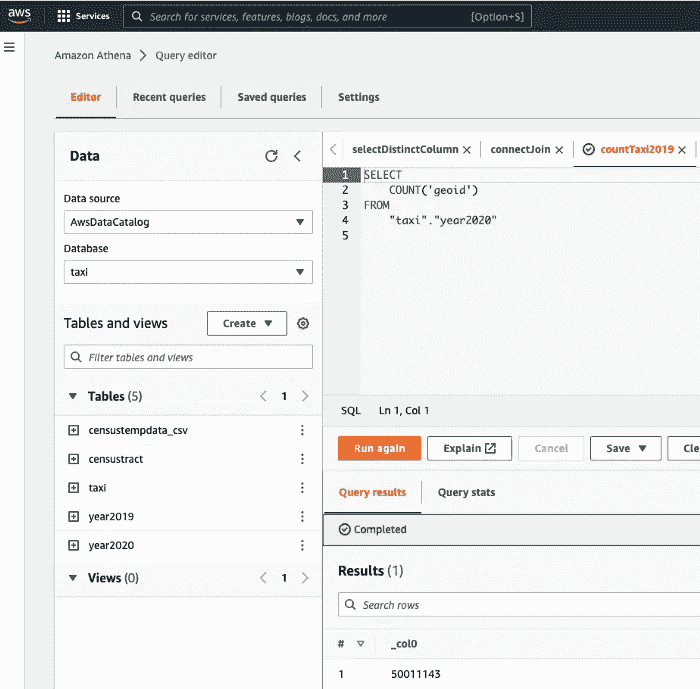 aws
Services
Search for services, features, blogs, docs, and more
[Option+S]
Amazon Athena > Query editor
Editor
Recent queries
Saved queries
Settings
Data
Data source
AwsDataCatalog
Database
taxi
Tables and views
Create
Filter tables and views
Tables (5)
< 1 >
censustempdata_csv
censustract
taxi
year2019
year2020
Views (0)
< 1 >
selectDistinctColumn
connectJoin
countTaxi2019
1 SELECT
2 COUNT('geoid')
3 FROM
4 "taxi"."year2020"
5
SQL Ln 1, Col 1
Run again
Explain
Cancel
Save
Cle
Query results
Query stats
Completed
Results (1)
Search rows
# _col0
1 50011143